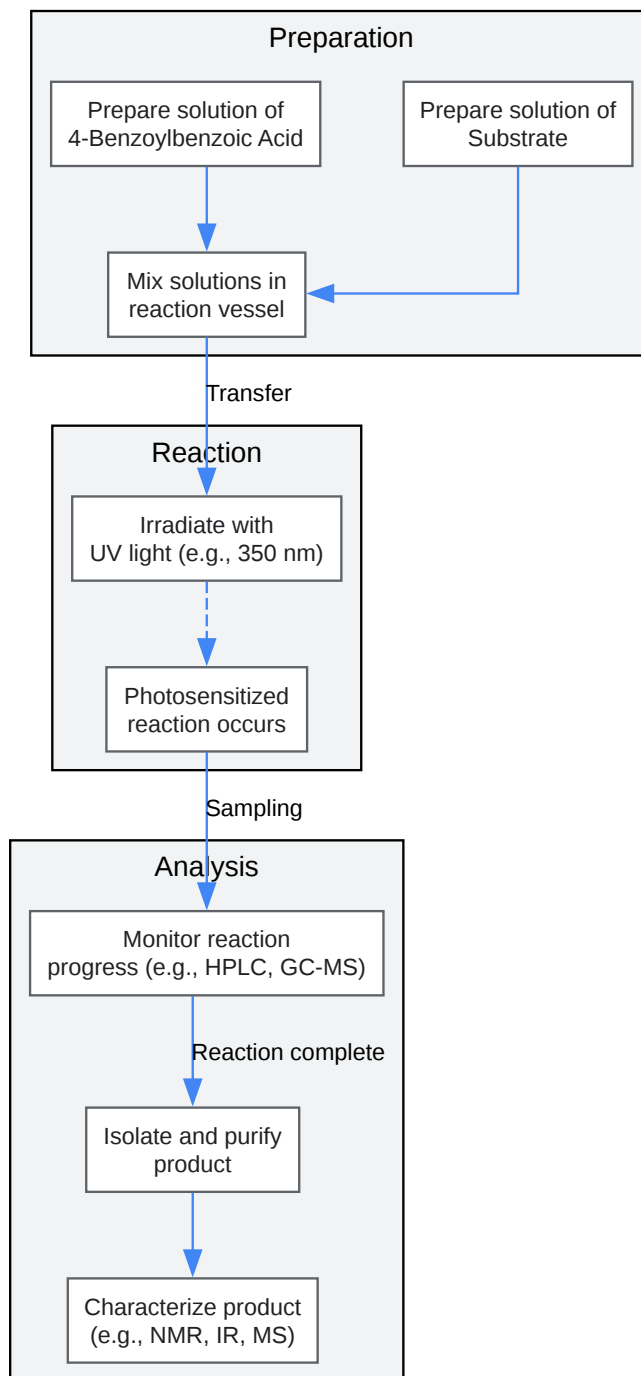 Preparation
Prepare solution of
4-Benzoylbenzoic Acid
Prepare solution of
Substrate
Mix solutions in
reaction vessel
Transfer
Reaction
Irradiate with
UV light (e.g., 350 nm)
Photosensitized
reaction occurs
Sampling
Analysis
Monitor reaction
progress (e.g., HPLC, GC-MS)
Reaction complete
Isolate and purify
product
Characterize product
(e.g., NMR, IR, MS)